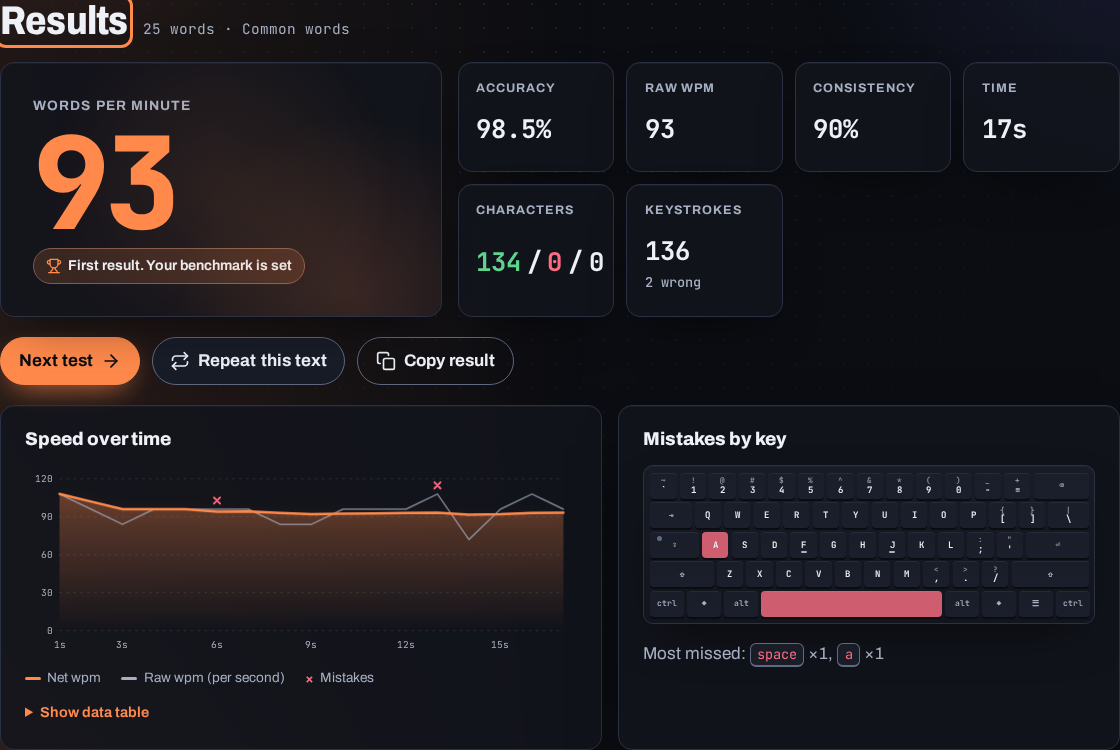 Results 25 words · Common words
WORDS PER MINUTE
93
First result. Your benchmark is set
ACCURACY
98.5%
RAW WPM
93
CONSISTENCY
90%
TIME
17s
CHARACTERS
134 / 0 / 0
KEYSTROKES
136
2 wrong
Next test
Repeat this text
Copy result
Speed over time
120
90
60
30
0
1s 3s 6s 9s 12s 15s
Net wpm Raw wpm (per second) × Mistakes
Show data table
Mistakes by key
~ ! @ # $ % ^ & * ( ) _ +
` 1 2 3 4 5 6 7 8 9 0 - =
Q W E R T Y U I O P { [ } ] | \
A S D F G H J K L : ; " '
Z X C V B N M < , > . ? /
ctrl alt alt ctrl
Most missed: space ×1, a ×1